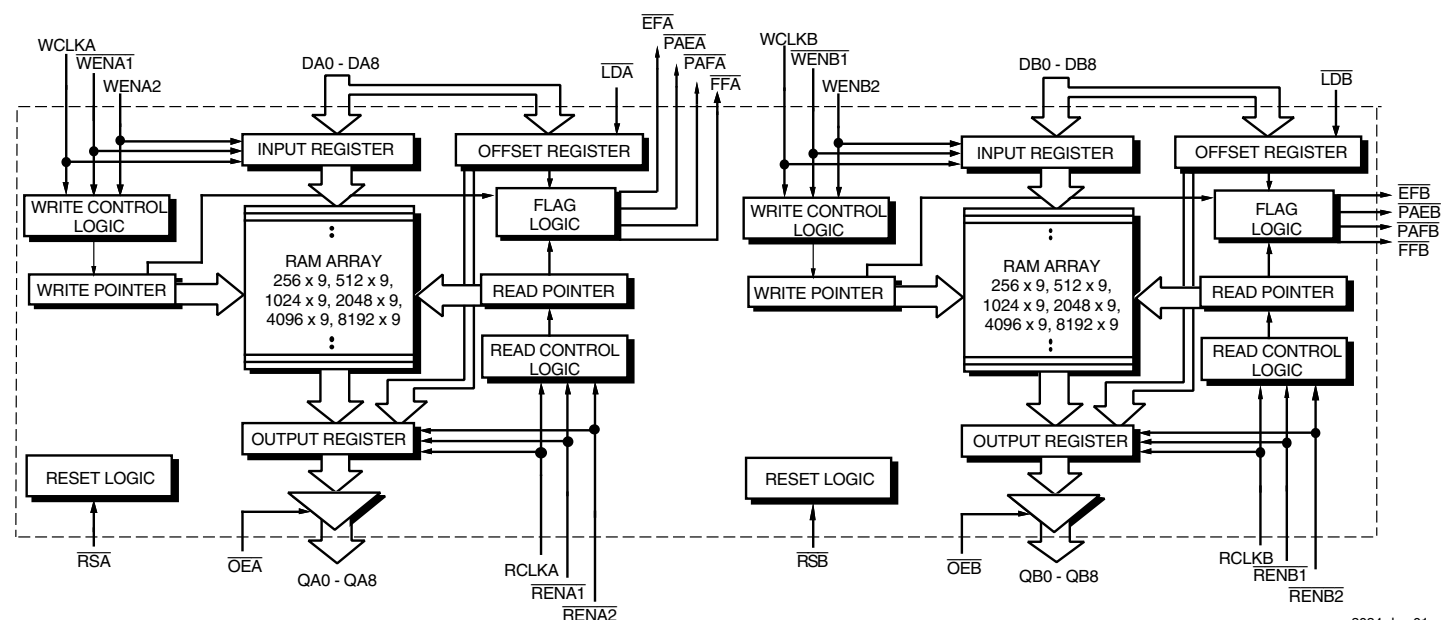 EFA
PAEA
PAFA
FFA
WCLKA
WENA1
WENA2
DA0 - DA8
LDA
INPUT REGISTER
OFFSET REGISTER
WRITE CONTROL
LOGIC
FLAG
LOGIC
WRITE POINTER
RAM ARRAY
256 x 9, 512 x 9,
1024 x 9, 2048 x 9,
4096 x 9, 8192 x 9
READ POINTER
READ CONTROL
LOGIC
OUTPUT REGISTER
RESET LOGIC
RSA
OEA
QA0 - QA8
RCLKA
RENA1
RENA2
WCLKB
WENB1
WENB2
DB0 - DB8
LDB
INPUT REGISTER
OFFSET REGISTER
WRITE CONTROL
LOGIC
FLAG
LOGIC
EFB
PAEB
PAFB
FFB
WRITE POINTER
RAM ARRAY
256 x 9, 512 x 9,
1024 x 9, 2048 x 9,
4096 x 9, 8192 x 9
READ POINTER
READ CONTROL
LOGIC
OUTPUT REGISTER
RESET LOGIC
RSB
OEB
QB0 - QB8
RCLKB
RENB1
RENB2